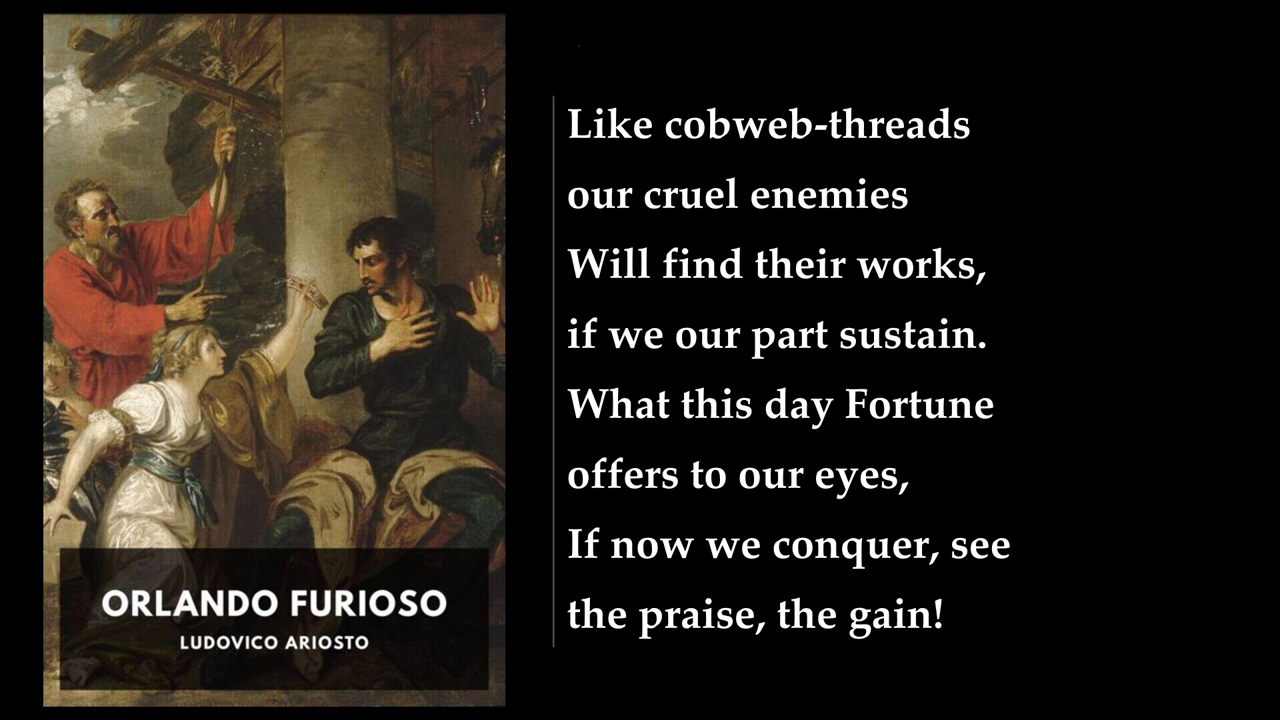 ORLANDO FURIOSO
LUDOVICO ARIOSTO
Like cobweb-threads
our cruel enemies
Will find their works,
if we our part sustain.
What this day Fortune
offers to our eyes,
If now we conquer, see
the praise, the gain!